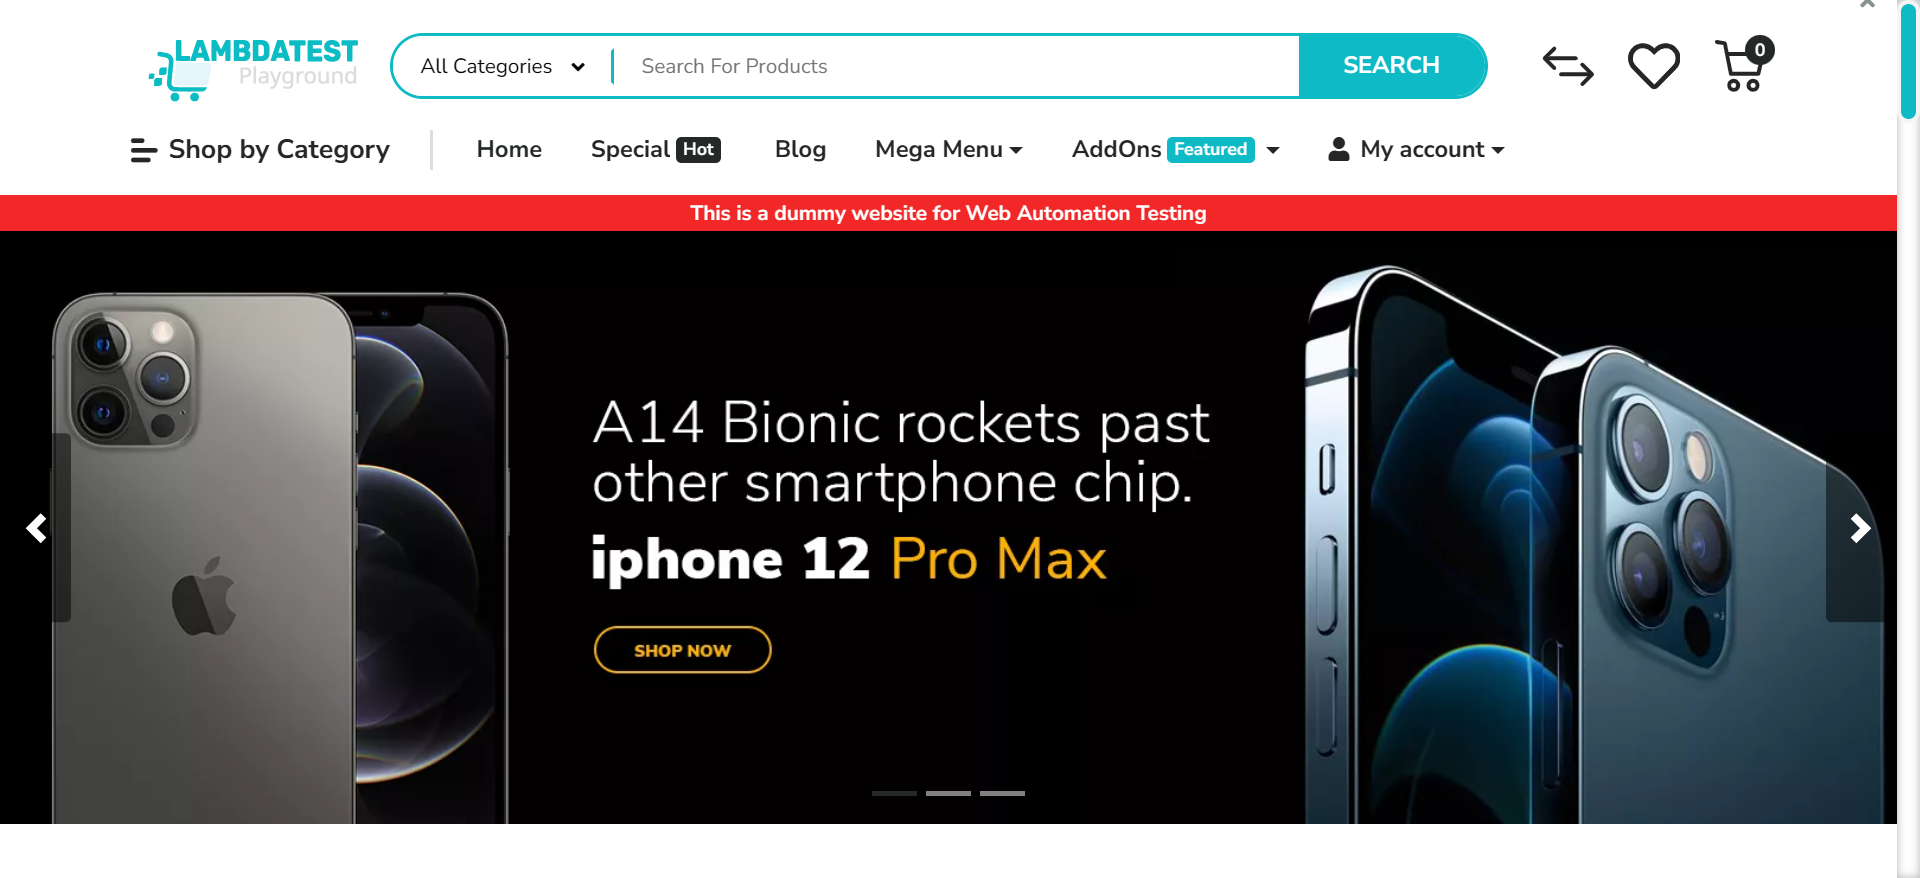 LAMBDATEST
Playground
All Categories
Search For Products
SEARCH
0
Shop by Category
Home
Special Hot
Blog
Mega Menu
AddOns Featured
My account
This is a dummy website for Web Automation Testing
A14 Bionic rockets past
other smartphone chip.
iphone 12 Pro Max
SHOP NOW